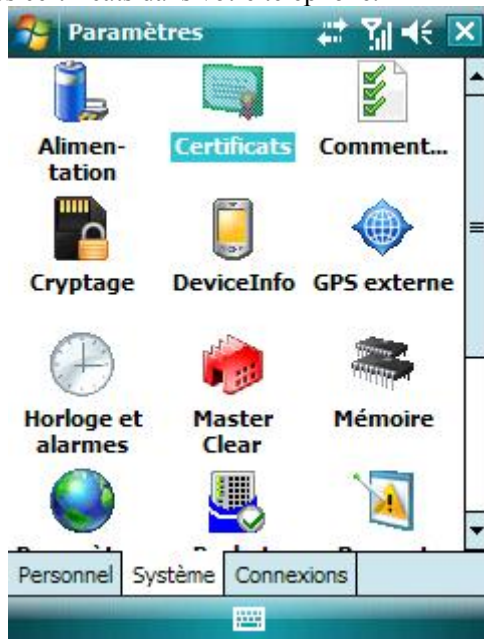 Paramètres
Alimen-
tation
Certificats
Comment...
Cryptage
DeviceInfo
GPS externe
Horloge et
alarmes
Master
Clear
Mémoire
Personnel
Système
Connexions